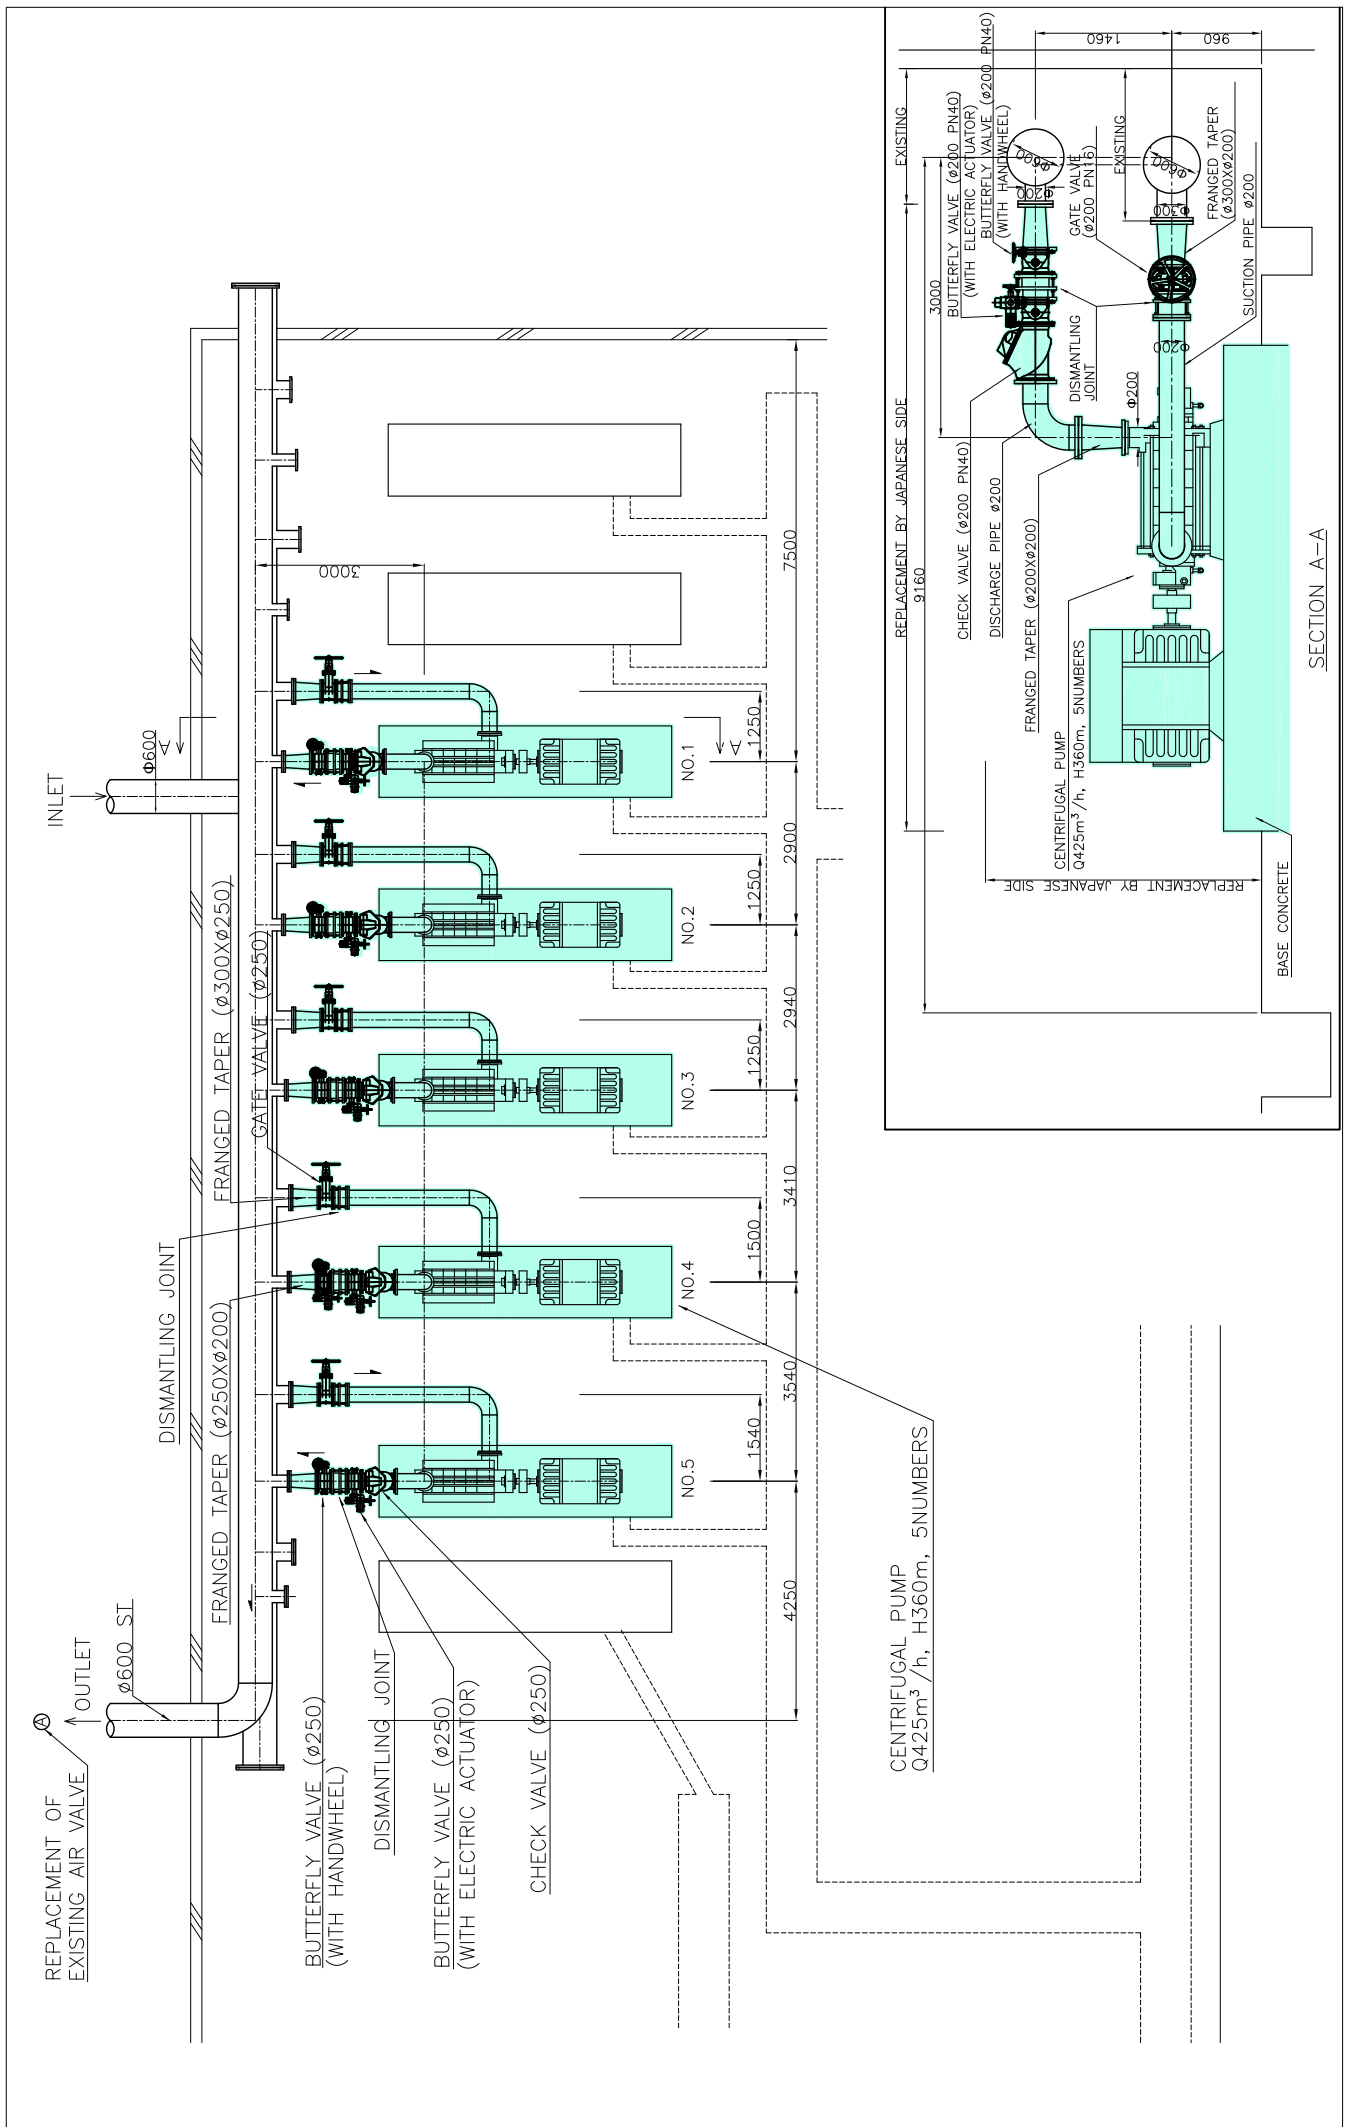 REPLACEMENT OF
EXISTING AIR VALVE
A
OUTLET
φ600 ST
INLET
Φ600
A
A
DISMANTLING JOINT
FRANGED TAPER (φ250Xφ200)
FRANGED TAPER (φ300Xφ250)
GATE VALVE (φ250)
BUTTERFLY VALVE (φ250)
(WITH HANDWHEEL)
DISMANTLING JOINT
BUTTERFLY VALVE (φ250)
(WITH ELECTRIC ACTUATOR)
CHECK VALVE (φ250)
3000
NO.5
NO.4
NO.3
NO.2
NO.1
1540
1500
1250
1250
1250
4250
3540
3410
2940
2900
7500
CENTRIFUGAL PUMP
Q425m³/h, H360m, 5NUMBERS
REPLACEMENT BY JAPANESE SIDE
EXISTING
9160
3000
BUTTERFLY VALVE (φ200 PN40)
(WITH ELECTRIC ACTUATOR)
BUTTERFLY VALVE (φ200 PN40)
(WITH HANDWHEEL)
CHECK VALVE (φ200 PN40)
DISCHARGE PIPE φ200
FRANGED TAPER (φ200Xφ200)
CENTRIFUGAL PUMP
Q425m³/h, H360m, 5NUMBERS
DISMANTLING
JOINT
GATE VALVE
(φ200 PN16)
EXISTING
1460
960
Φ600
Φ200
Φ600
Φ300
Φ200
Φ200
FRANGED TAPER
(φ300Xφ200)
SUCTION PIPE φ200
REPLACEMENT BY JAPANESE SIDE
BASE CONCRETE
SECTION A-A